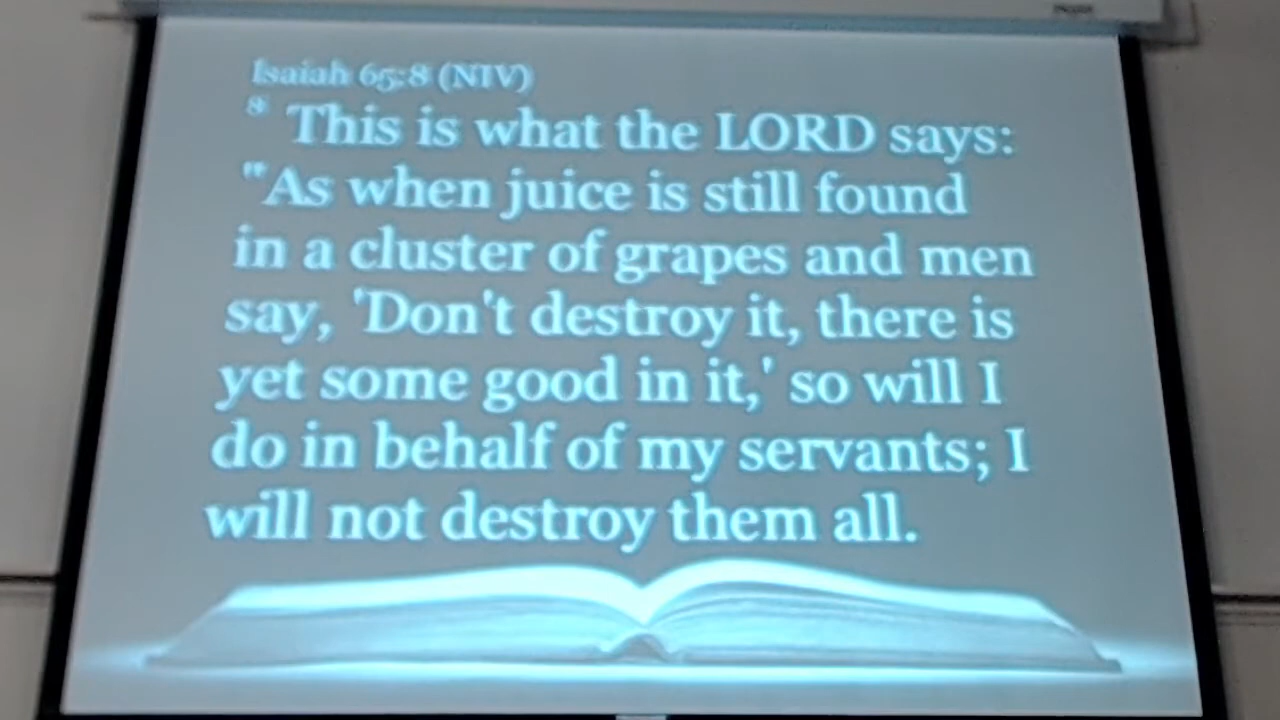 Isaiah 65:8 (NIV)
8 This is what the LORD says:
"As when juice is still found
in a cluster of grapes and men
say, 'Don't destroy it, there is
yet some good in it,' so will I
do in behalf of my servants; I
will not destroy them all.